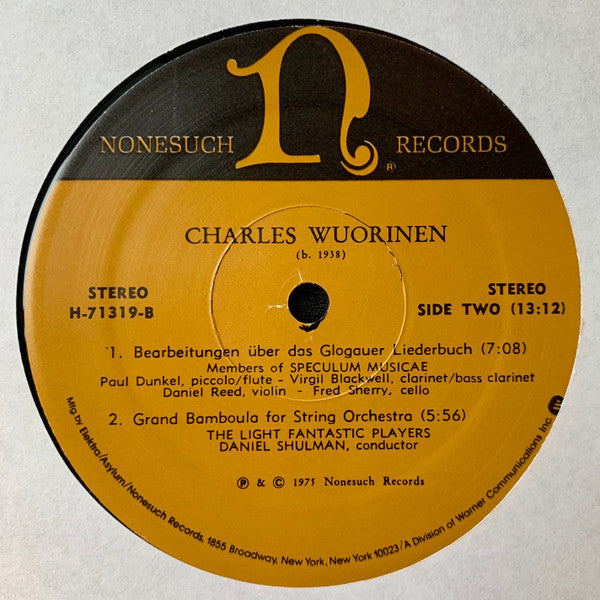 n
NONESUCH RECORDS
®
CHARLES WUORINEN
(b. 1938)
STEREO
H-71319-B
STEREO
SIDE TWO (13:12)
1. Bearbeitungen über das Glogauer Liederbuch (7:08)
Members of SPECULUM MUSICAE
Paul Dunkel, piccolo/flute - Virgil Blackwell, clarinet/bass clarinet
Daniel Reed, violin - Fred Sherry, cello
2. Grand Bamboula for String Orchestra (5:56)
THE LIGHT FANTASTIC PLAYERS
DANIEL SHULMAN, conductor
℗ & © 1975 Nonesuch Records
Mfg by Elektra/Asylum/Nonesuch Records, 1855 Broadway, New York, New York 10023/A Division of Warner Communications Inc.